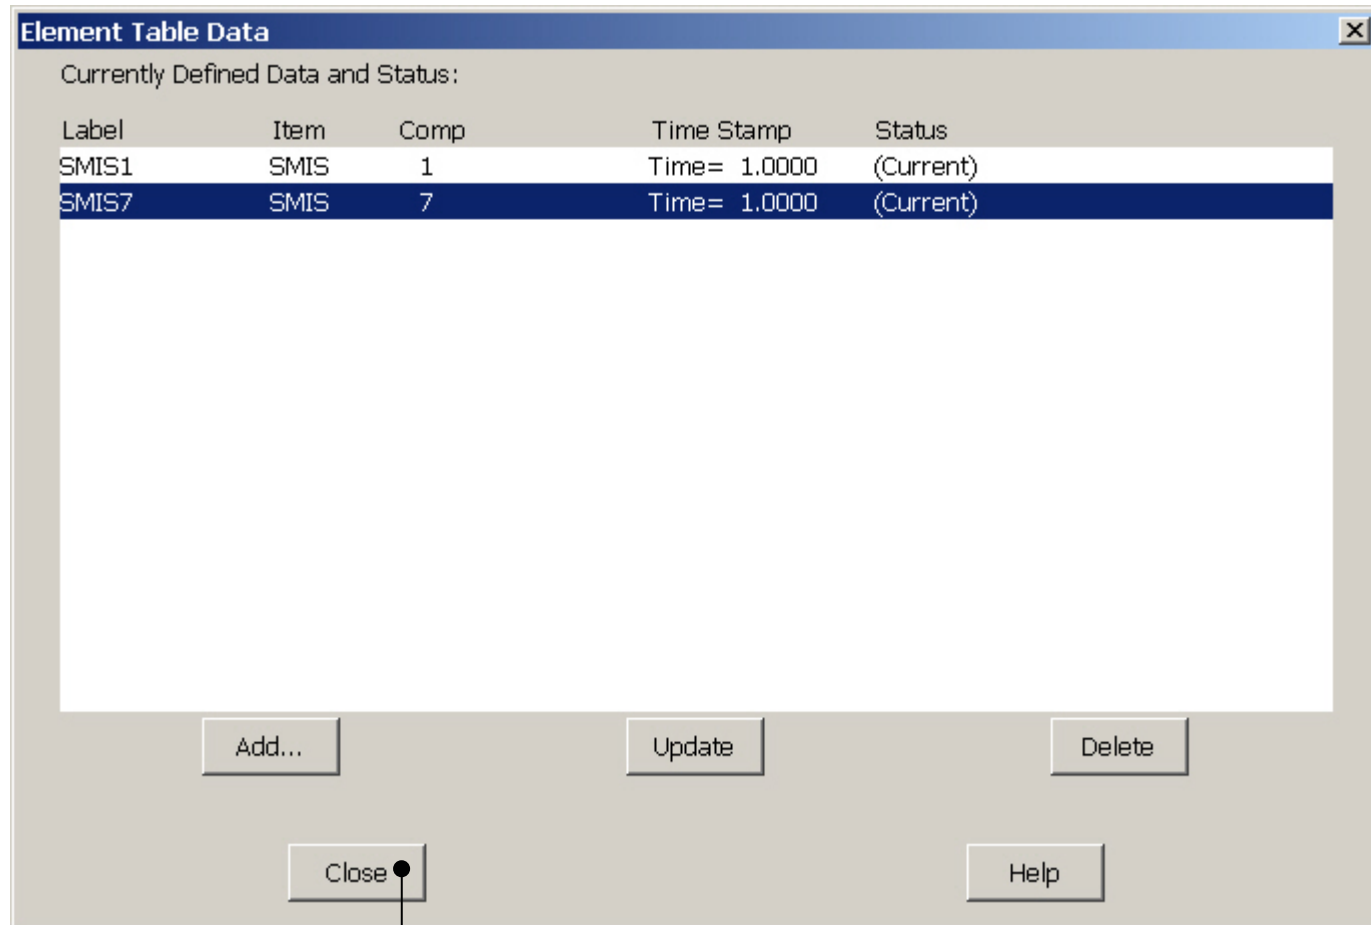 Element Table Data
Currently Defined Data and Status:
Label Item Comp Time Stamp Status
SMIS1 SMIS 1 Time= 1.0000 (Current)
SMIS7 SMIS 7 Time= 1.0000 (Current)
Add... Update Delete
Close Help